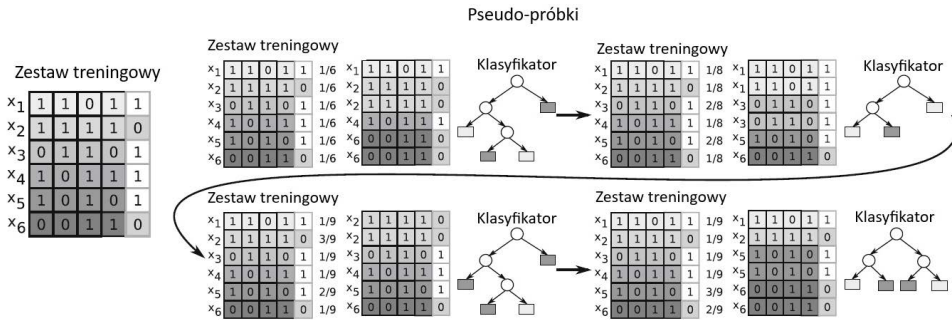 Pseudo-próbki
Zestaw treningowy
x1 1 1 0 1 1
x2 1 1 1 1 0
x3 0 1 1 0 1
x4 1 0 1 1 1
x5 1 0 1 0 1
x6 0 0 1 1 0
Zestaw treningowy
x1 1 1 0 1 1 1/6
x2 1 1 1 1 0 1/6
x3 0 1 1 0 1 1/6
x4 1 0 1 1 1 1/6
x5 1 0 1 0 1 1/6
x6 0 0 1 1 0 1/6
x1 1 1 0 1 1
x2 1 1 1 1 0
x2 1 1 1 1 0
x4 1 0 1 1 1
x6 0 0 1 1 0
x6 0 0 1 1 0
Klasyfikator
Zestaw treningowy
x1 1 1 0 1 1 1/8
x2 1 1 1 1 0 1/8
x3 0 1 1 0 1 2/8
x4 1 0 1 1 1 1/8
x5 1 0 1 0 1 2/8
x6 0 0 1 1 0 1/8
x1 1 1 0 1 1
x1 1 1 0 1 1
x3 0 1 1 0 1
x3 0 1 1 0 1
x5 1 0 1 0 1
x6 0 0 1 1 0
Klasyfikator
Zestaw treningowy
x1 1 1 0 1 1 1/9
x2 1 1 1 1 0 3/9
x3 0 1 1 0 1 1/9
x4 1 0 1 1 1 1/9
x5 1 0 1 0 1 2/9
x6 0 0 1 1 0 1/9
x2 1 1 1 1 0
x2 1 1 1 1 0
x3 0 1 1 0 1
x4 1 0 1 1 1
x5 1 0 1 0 1
x6 0 0 1 1 0
Klasyfikator
Zestaw treningowy
x1 1 1 0 1 1 1/9
x2 1 1 1 1 0 1/9
x3 0 1 1 0 1 1/9
x4 1 0 1 1 1 1/9
x5 1 0 1 0 1 3/9
x6 0 0 1 1 0 2/9
x2 1 1 1 1 0
x2 1 1 1 1 0
x5 1 0 1 0 1
x5 1 0 1 0 1
x6 0 0 1 1 0
x6 0 0 1 1 0
Klasyfikator